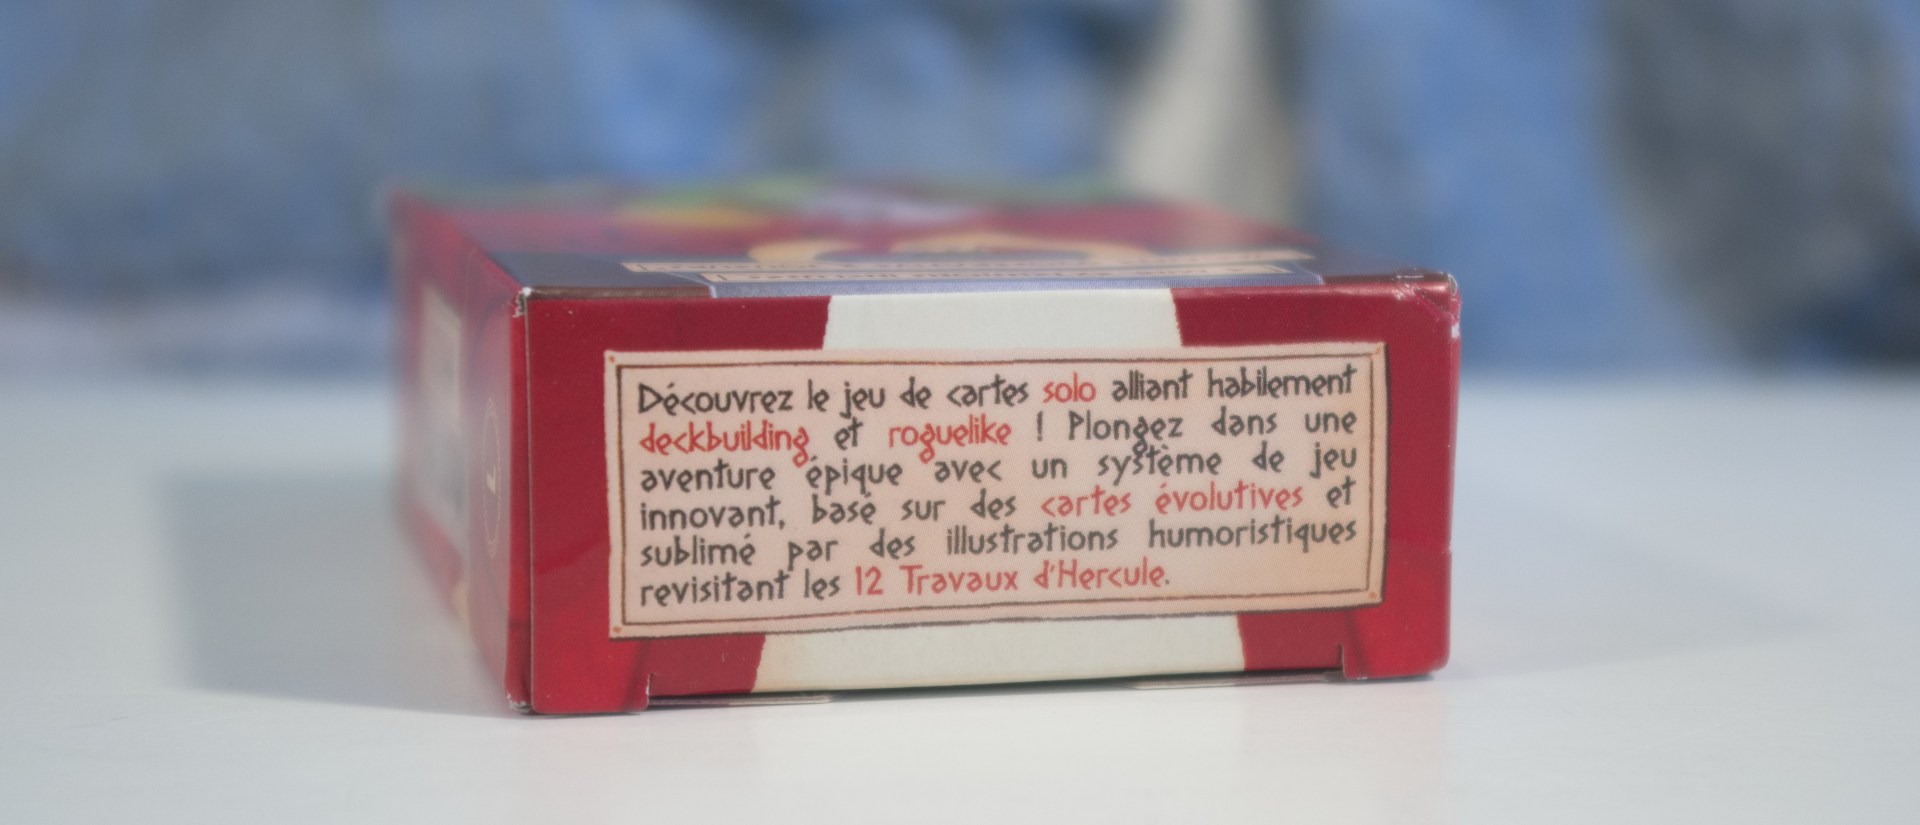 Découvrez le jeu de cartes solo alliant habilement
deckbuilding et roguelike ! Plongez dans une
aventure épique avec un système de jeu
innovant, basé sur des cartes évolutives et
sublimé par des illustrations humoristiques
revisitant les 12 Travaux d'Hercule.